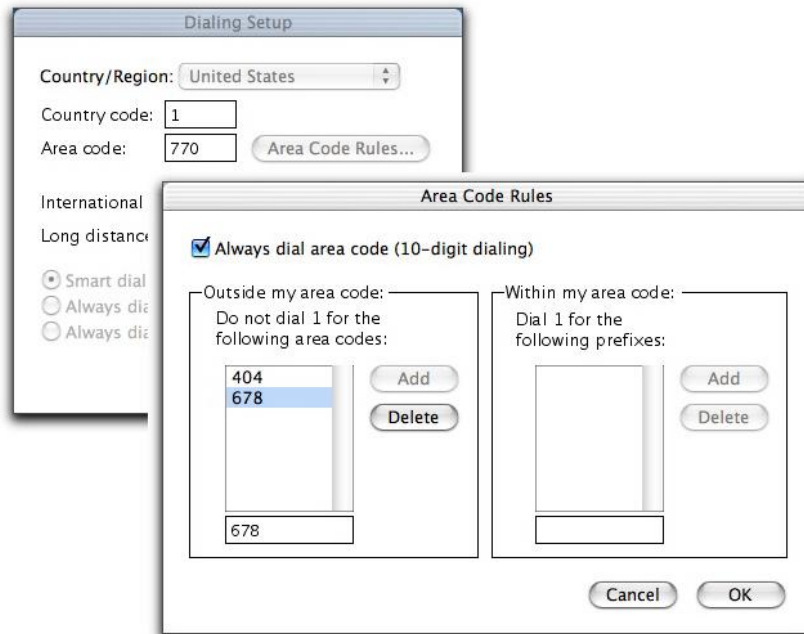 Dialing Setup
Country/Region: United States
Country code: 1
Area code: 770 Area Code Rules...
International
Long distance
Smart dial
Always dia
Always dia
Area Code Rules
Always dial area code (10-digit dialing)
Outside my area code:
Do not dial 1 for the
following area codes:
404
678
Add
Delete
678
Within my area code:
Dial 1 for the
following prefixes:
Add
Delete
Cancel OK